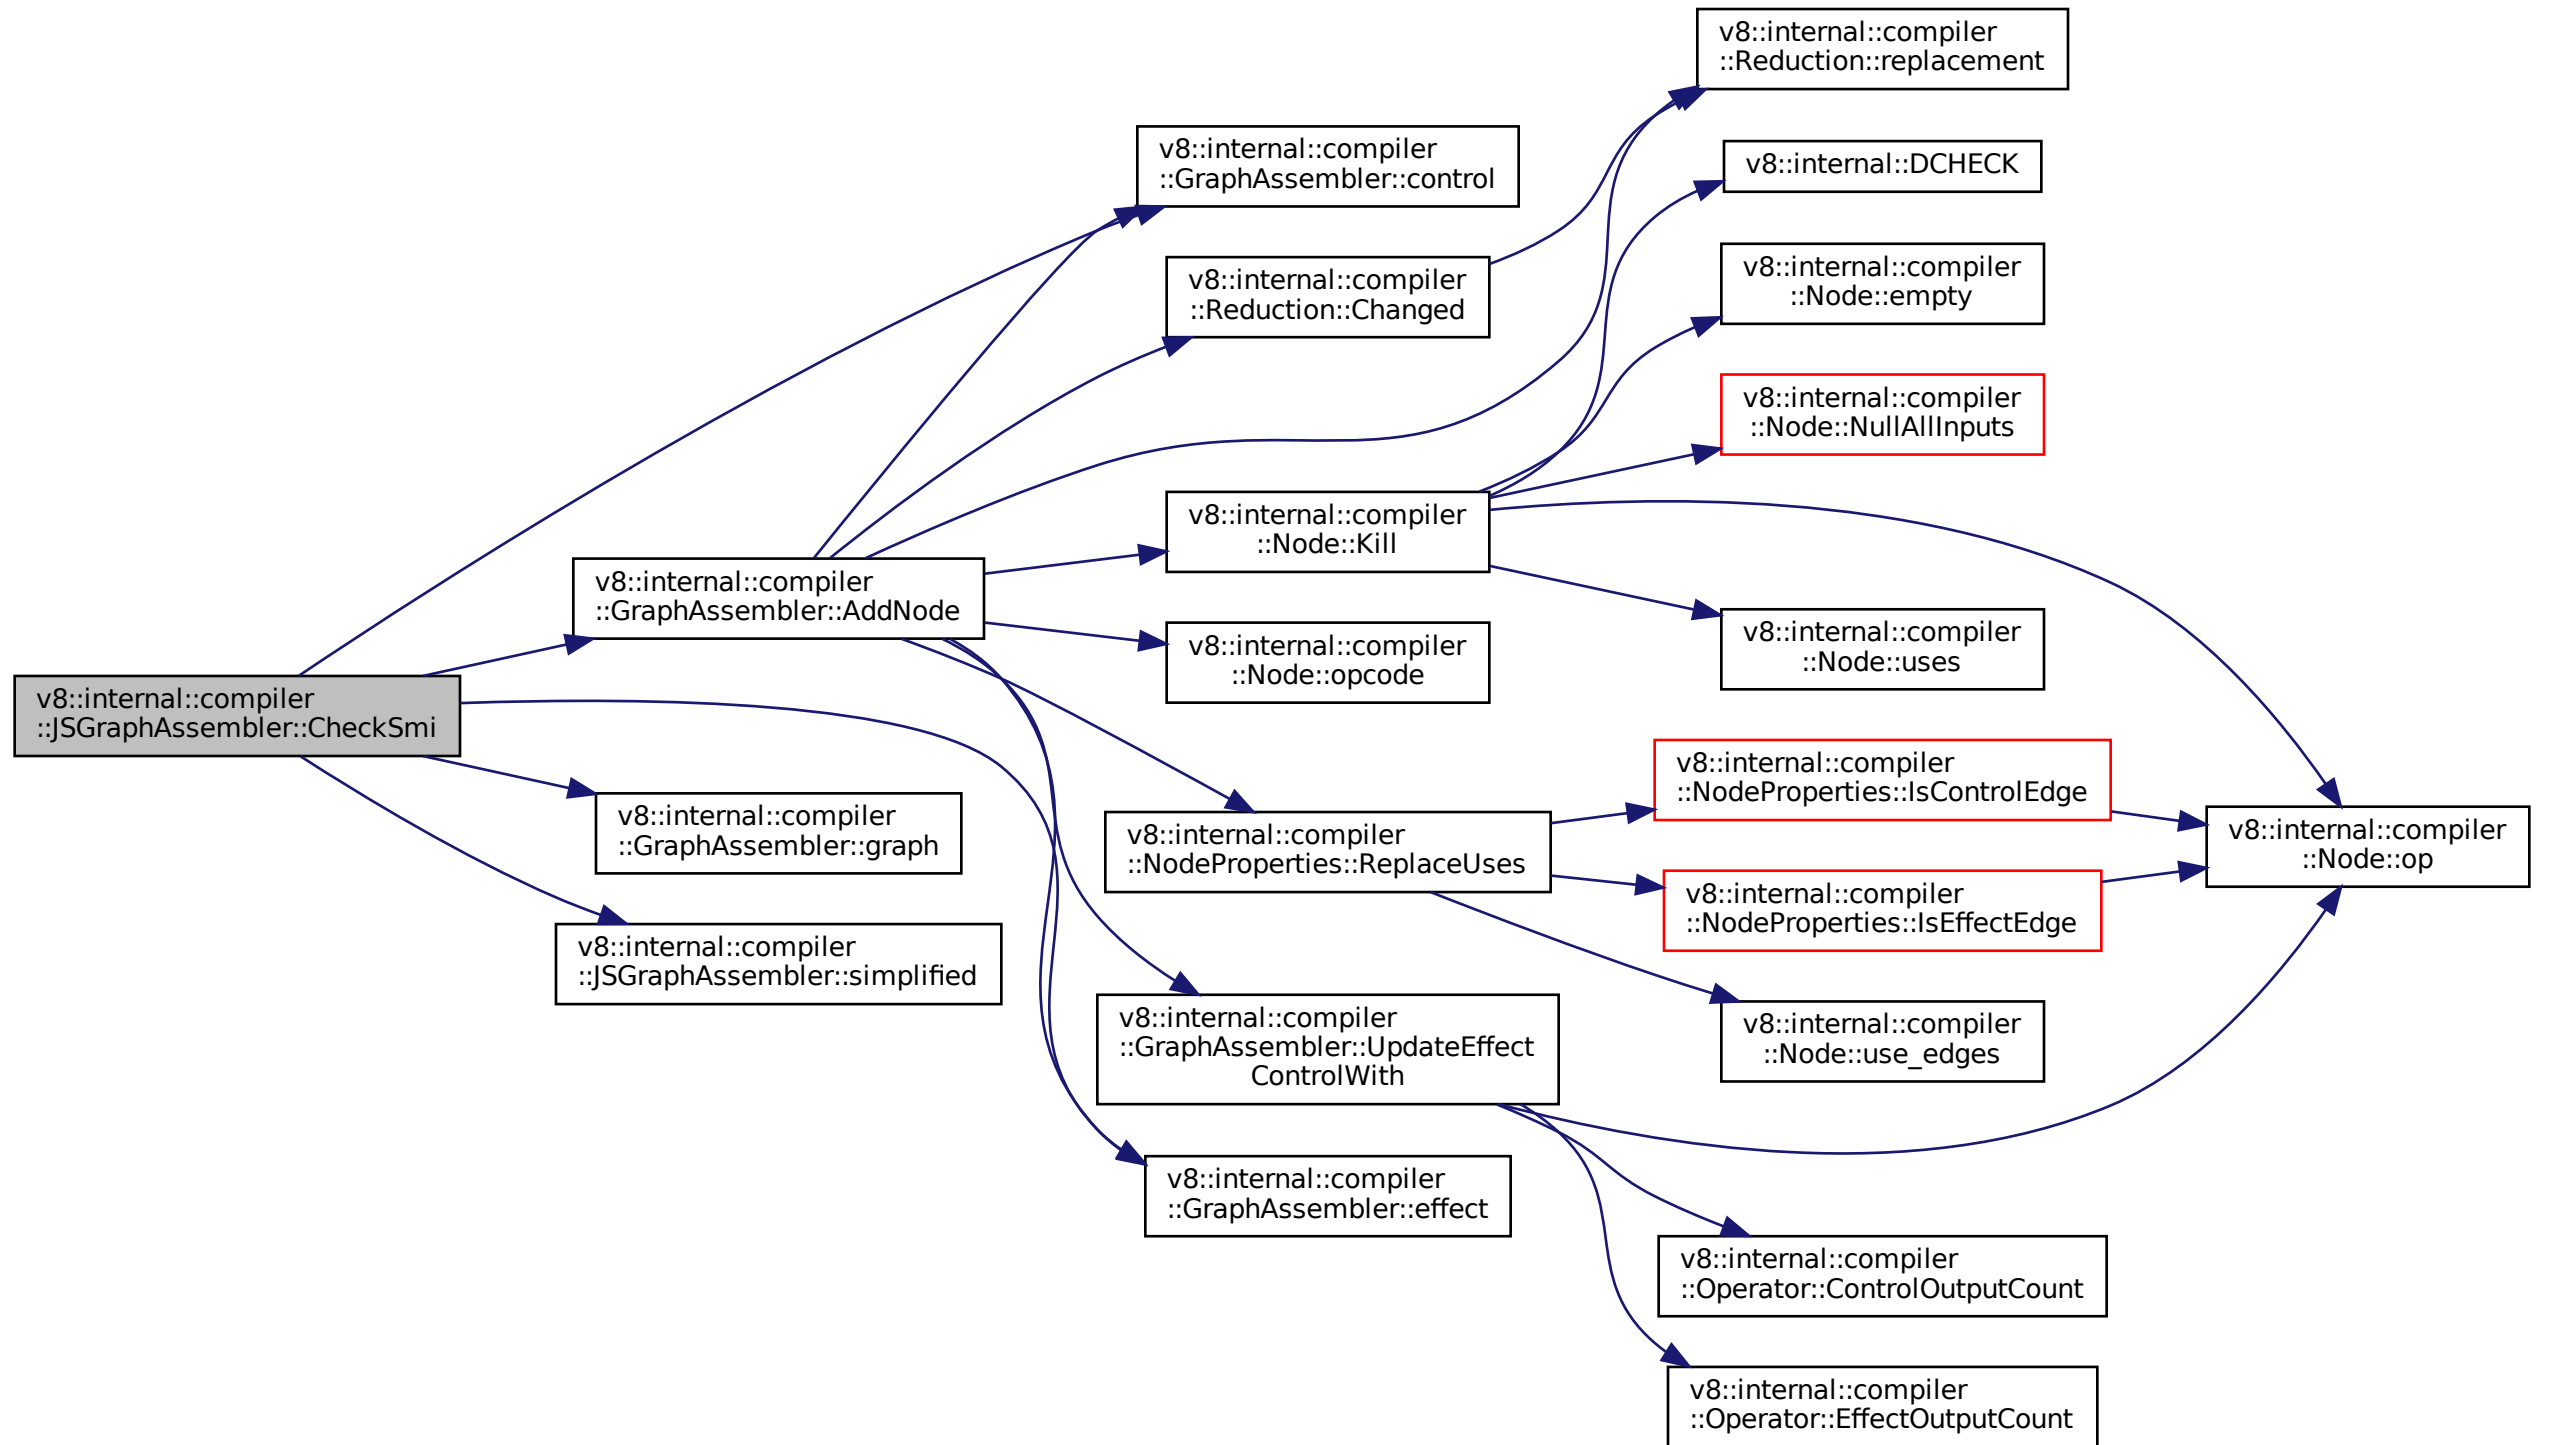 v8::internal::compiler
::Reduction::replacement
v8::internal::compiler
::GraphAssembler::control
v8::internal::DCHECK
v8::internal::compiler
::Node::empty
v8::internal::compiler
::Reduction::Changed
v8::internal::compiler
::Node::NullAllInputs
v8::internal::compiler
::Node::Kill
v8::internal::compiler
::GraphAssembler::AddNode
v8::internal::compiler
::Node::uses
v8::internal::compiler
::Node::opcode
v8::internal::compiler
::JSGraphAssembler::CheckSmi
v8::internal::compiler
::NodeProperties::IsControlEdge
v8::internal::compiler
::GraphAssembler::graph
v8::internal::compiler
::NodeProperties::ReplaceUses
v8::internal::compiler
::Node::op
v8::internal::compiler
::NodeProperties::IsEffectEdge
v8::internal::compiler
::JSGraphAssembler::simplified
v8::internal::compiler
::GraphAssembler::UpdateEffect
ControlWith
v8::internal::compiler
::Node::use_edges
v8::internal::compiler
::GraphAssembler::effect
v8::internal::compiler
::Operator::ControlOutputCount
v8::internal::compiler
::Operator::EffectOutputCount